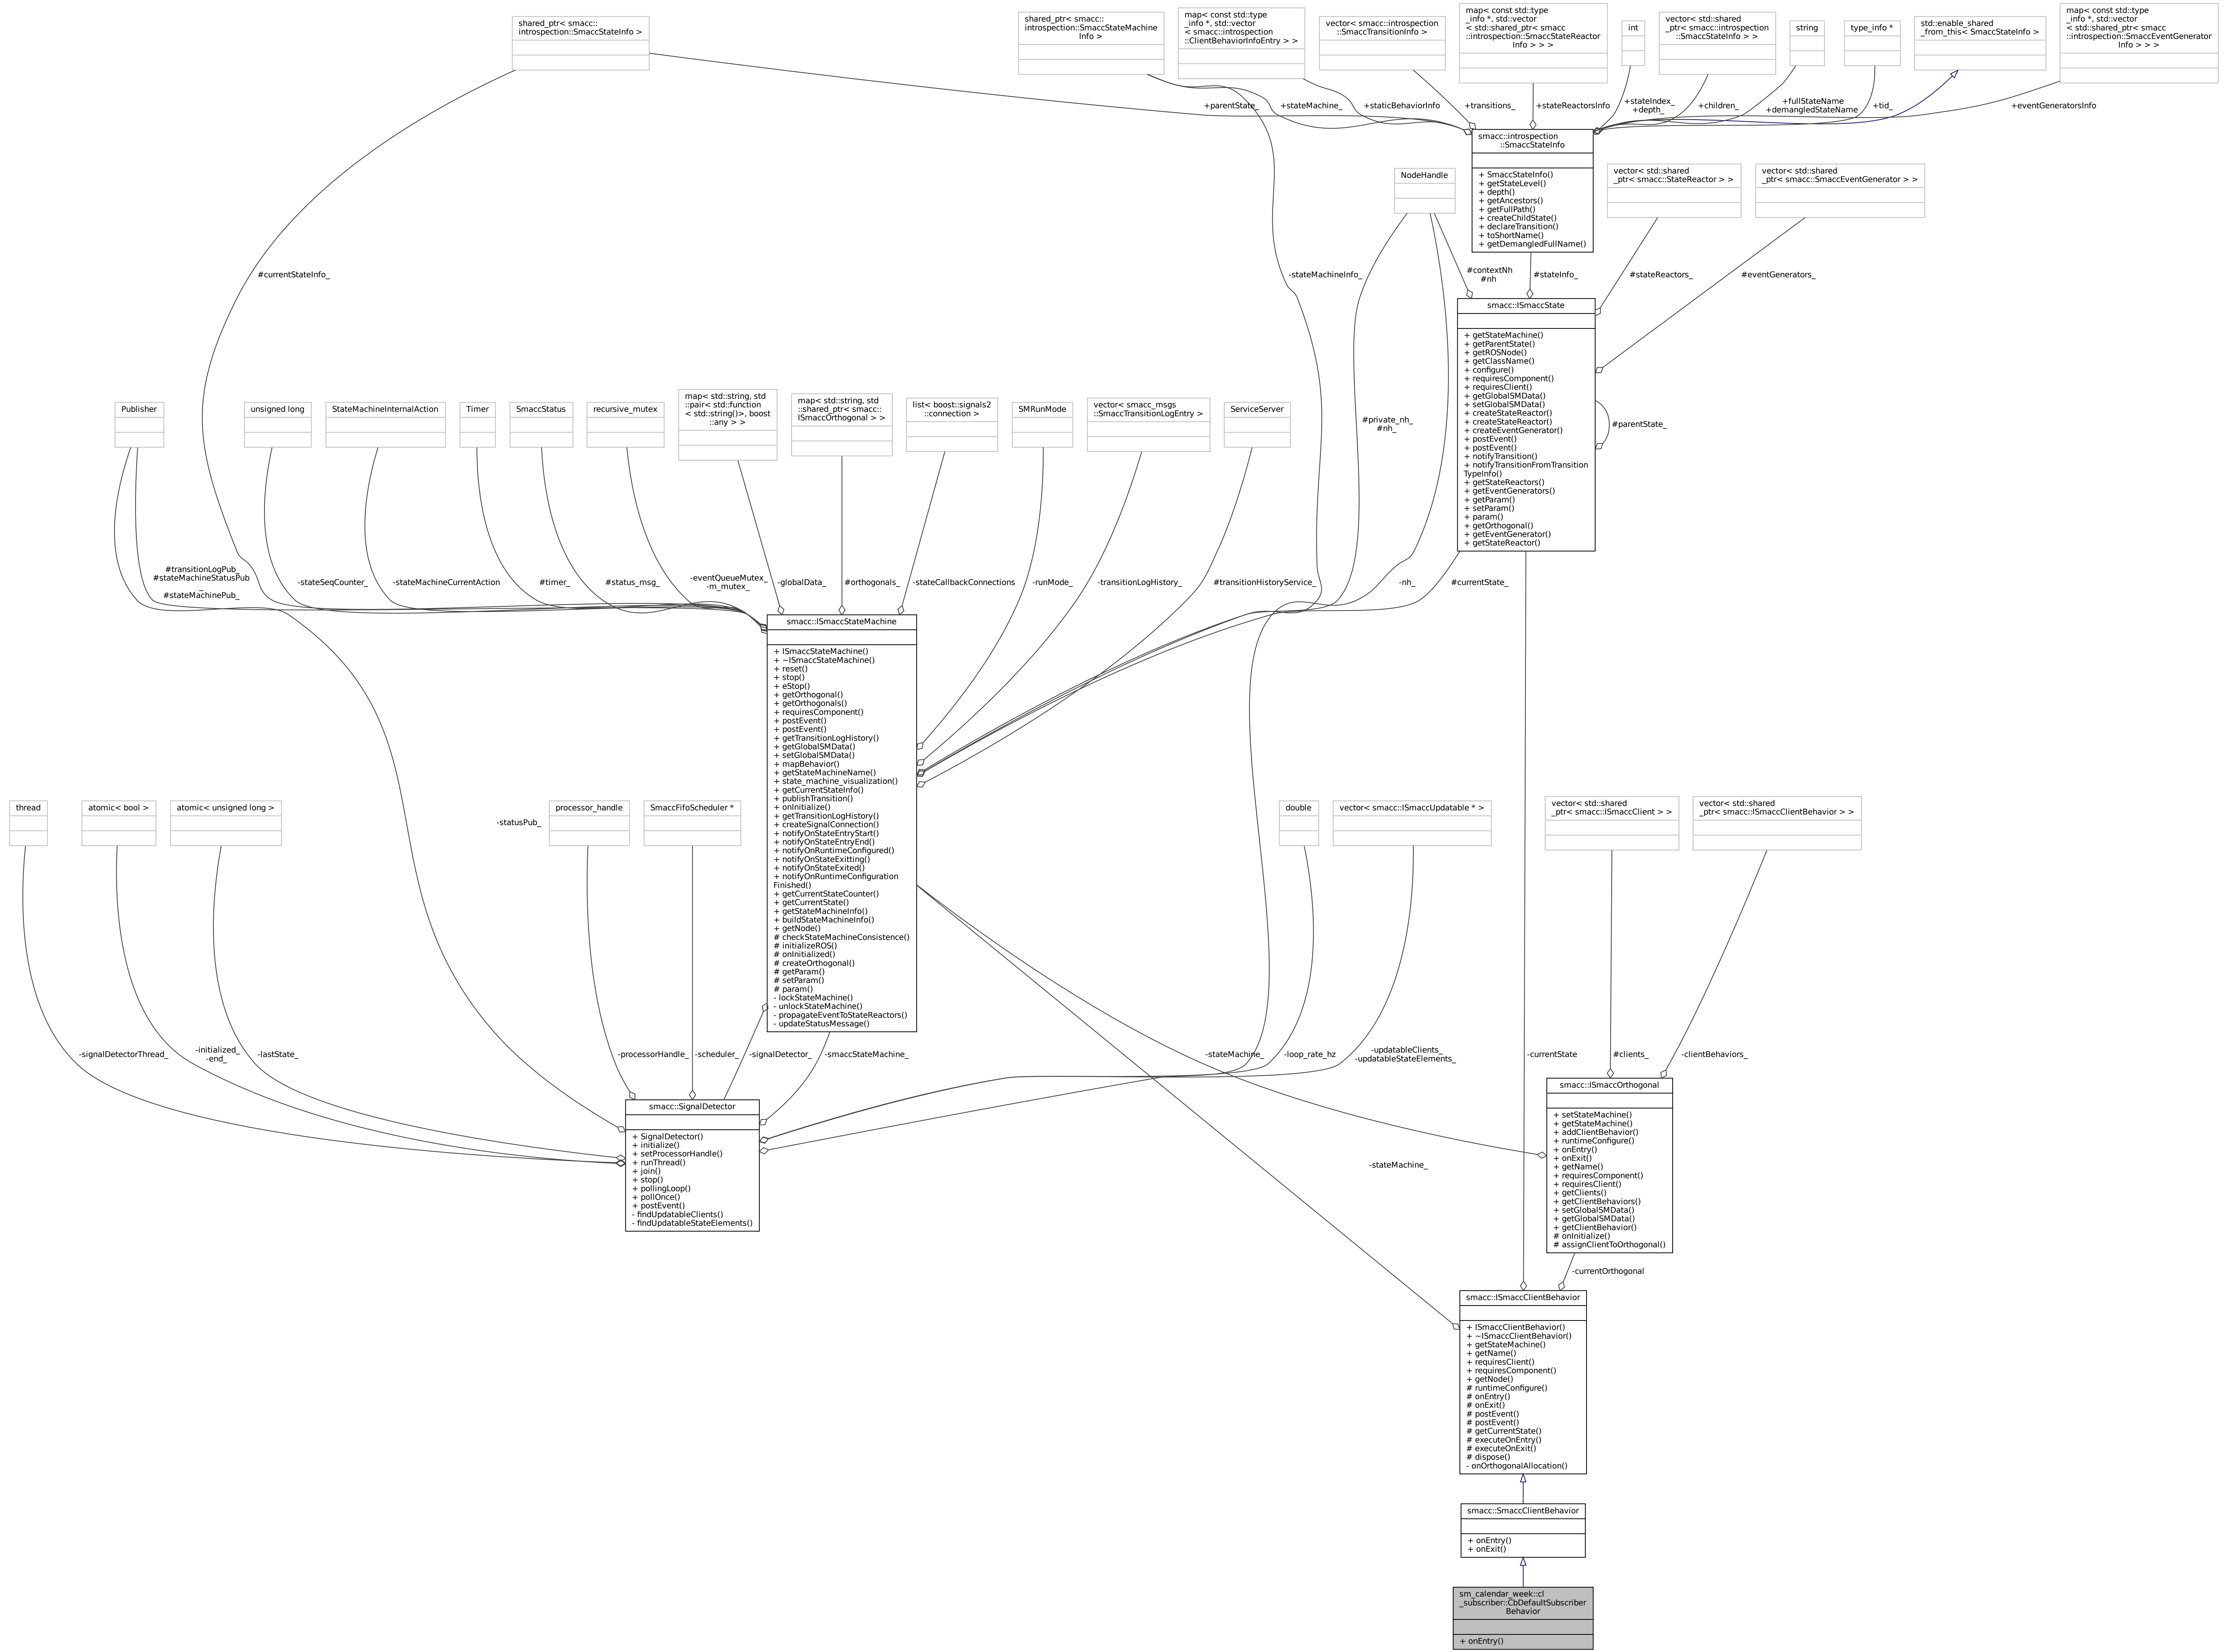 shared_ptr< smacc::
introspection::SmaccStateInfo >
shared_ptr< smacc::
introspection::SmaccStateMachine
Info >
map< const std::type
_info *, std::vector
< smacc::introspection
::ClientBehaviorInfoEntry > >
vector< smacc::introspection
::SmaccTransitionInfo >
map< const std::type
_info *, std::vector
< std::shared_ptr< smacc
::introspection::SmaccStateReactor
Info > > >
int
vector< std::shared
_ptr< smacc::introspection
::SmaccStateInfo > >
string
type_info *
std::enable_shared
_from_this< SmaccStateInfo >
map< const std::type
_info *, std::vector
< std::shared_ptr< smacc
::introspection::SmaccEventGenerator
Info > > >
+parentState_
+stateMachine_
+staticBehaviorInfo
+transitions_
+stateReactorsInfo
+stateIndex_
+depth_
+children_
+fullStateName
+demangledStateName
+tid_
+eventGeneratorsInfo
smacc::introspection
::SmaccStateInfo
+ SmaccStateInfo()
+ getStateLevel()
+ depth()
+ getAncestors()
+ getFullPath()
+ createChildState()
+ declareTransition()
+ toShortName()
+ getDemangledFullName()
NodeHandle
vector< std::shared
_ptr< smacc::StateReactor > >
vector< std::shared
_ptr< smacc::SmaccEventGenerator > >
#currentStateInfo_
-stateMachineInfo_
#contextNh
#nh
#stateInfo_
#stateReactors_
#eventGenerators_
smacc::ISmaccState
+ getStateMachine()
+ getParentState()
+ getROSNode()
+ getClassName()
+ configure()
+ requiresComponent()
+ requiresClient()
+ getGlobalSMData()
+ setGlobalSMData()
+ createStateReactor()
+ createStateReactor()
+ createEventGenerator()
+ postEvent()
+ postEvent()
+ notifyTransition()
+ notifyTransitionFromTransition
TypeInfo()
+ getStateReactors()
+ getEventGenerators()
+ getParam()
+ setParam()
+ param()
+ getOrthogonal()
+ getEventGenerator()
+ getStateReactor()
#parentState_
Publisher
unsigned long
StateMachineInternalAction
Timer
SmaccStatus
recursive_mutex
map< std::string, std
::pair< std::function
< std::string()>, boost
::any > >
map< std::string, std
::shared_ptr< smacc::
ISmaccOrthogonal > >
list< boost::signals2
::connection >
SMRunMode
vector< smacc_msgs
::SmaccTransitionLogEntry >
ServiceServer
#private_nh_
#nh_
#transitionLogPub_
#stateMachineStatusPub
_
#stateMachinePub_
-stateSeqCounter_
-stateMachineCurrentAction
#timer_
#status_msg_
-eventQueueMutex_
-m_mutex_
-globalData_
#orthogonals_
-stateCallbackConnections
-runMode_
-transitionLogHistory_
#transitionHistoryService_
-nh_
#currentState_
smacc::ISmaccStateMachine
+ ISmaccStateMachine()
+ ~ISmaccStateMachine()
+ reset()
+ stop()
+ eStop()
+ getOrthogonal()
+ getOrthogonals()
+ requiresComponent()
+ postEvent()
+ postEvent()
+ getTransitionLogHistory()
+ getGlobalSMData()
+ setGlobalSMData()
+ mapBehavior()
+ getStateMachineName()
+ state_machine_visualization()
+ getCurrentStateInfo()
+ publishTransition()
+ onInitialize()
+ getTransitionLogHistory()
+ createSignalConnection()
+ notifyOnStateEntryStart()
+ notifyOnStateEntryEnd()
+ notifyOnRuntimeConfigured()
+ notifyOnStateExitting()
+ notifyOnStateExited()
+ notifyOnRuntimeConfiguration
Finished()
+ getCurrentStateCounter()
+ getCurrentState()
+ getStateMachineInfo()
+ buildStateMachineInfo()
+ getNode()
# checkStateMachineConsistence()
# initializeROS()
# onInitialized()
# createOrthogonal()
# getParam()
# setParam()
# param()
- lockStateMachine()
- unlockStateMachine()
- propagateEventToStateReactors()
- updateStatusMessage()
thread
atomic< bool >
atomic< unsigned long >
-statusPub_
processor_handle
SmaccFifoScheduler *
double
vector< smacc::ISmaccUpdatable * >
vector< std::shared
_ptr< smacc::ISmaccClient > >
vector< std::shared
_ptr< smacc::ISmaccClientBehavior > >
-signalDetectorThread_
-initialized_
-end_
-lastState_
-processorHandle_
-scheduler_
-signalDetector_
-smaccStateMachine_
-stateMachine_
-loop_rate_hz
-updatableClients_
-updatableStateElements_
-currentState
#clients_
-clientBehaviors_
smacc::SignalDetector
+ SignalDetector()
+ initialize()
+ setProcessorHandle()
+ runThread()
+ join()
+ stop()
+ pollingLoop()
+ pollOnce()
+ postEvent()
- findUpdatableClients()
- findUpdatableStateElements()
smacc::ISmaccOrthogonal
+ setStateMachine()
+ getStateMachine()
+ addClientBehavior()
+ runtimeConfigure()
+ onEntry()
+ onExit()
+ getName()
+ requiresComponent()
+ requiresClient()
+ getClients()
+ getClientBehaviors()
+ setGlobalSMData()
+ getGlobalSMData()
+ getClientBehavior()
# onInitialize()
# assignClientToOrthogonal()
-stateMachine_
-currentOrthogonal
smacc::ISmaccClientBehavior
+ ISmaccClientBehavior()
+ ~ISmaccClientBehavior()
+ getStateMachine()
+ getName()
+ requiresClient()
+ requiresComponent()
+ getNode()
# runtimeConfigure()
# onEntry()
# onExit()
# postEvent()
# postEvent()
# getCurrentState()
# executeOnEntry()
# executeOnExit()
# dispose()
- onOrthogonalAllocation()
smacc::SmaccClientBehavior
+ onEntry()
+ onExit()
sm_calendar_week::cl
_subscriber::CbDefaultSubscriber
Behavior
+ onEntry()